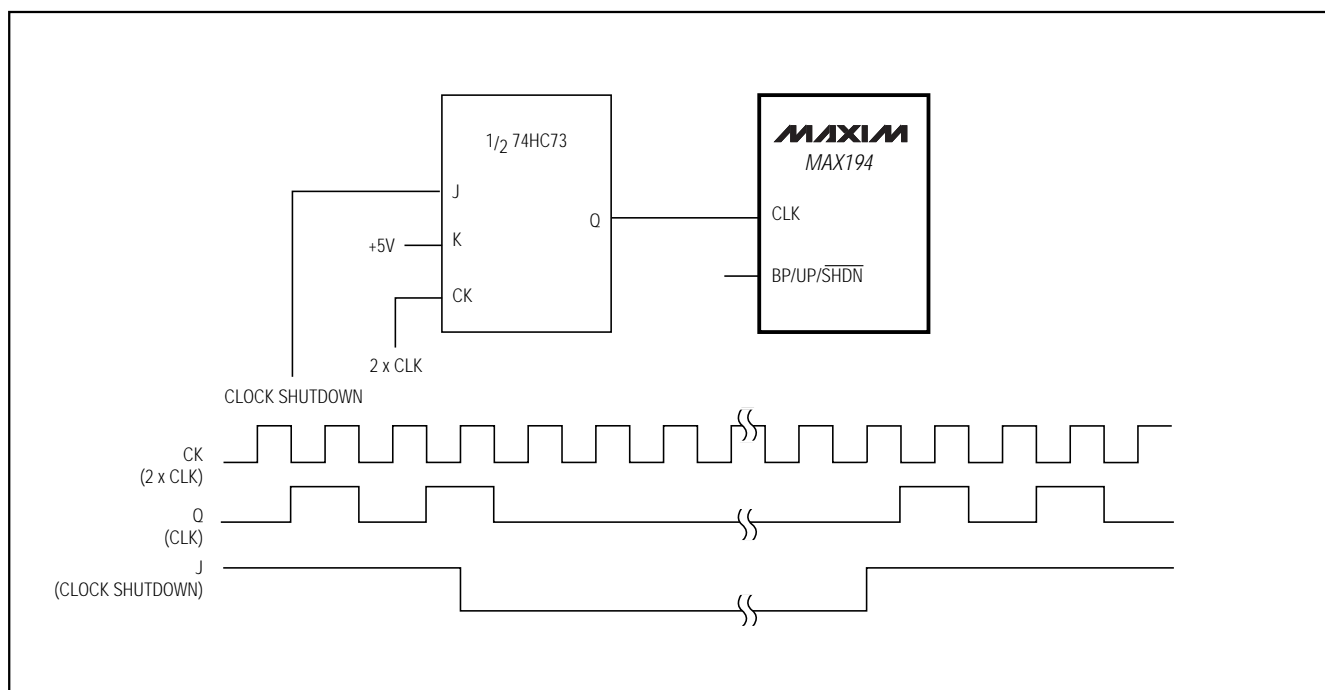 1/2 74HC73
J
K
CK
Q
+5V
2 x CLK
CLOCK SHUTDOWN
MAXIM
MAX194
CLK
BP/UP/SHDN
CK
(2 x CLK)
Q
(CLK)
J
(CLOCK SHUTDOWN)